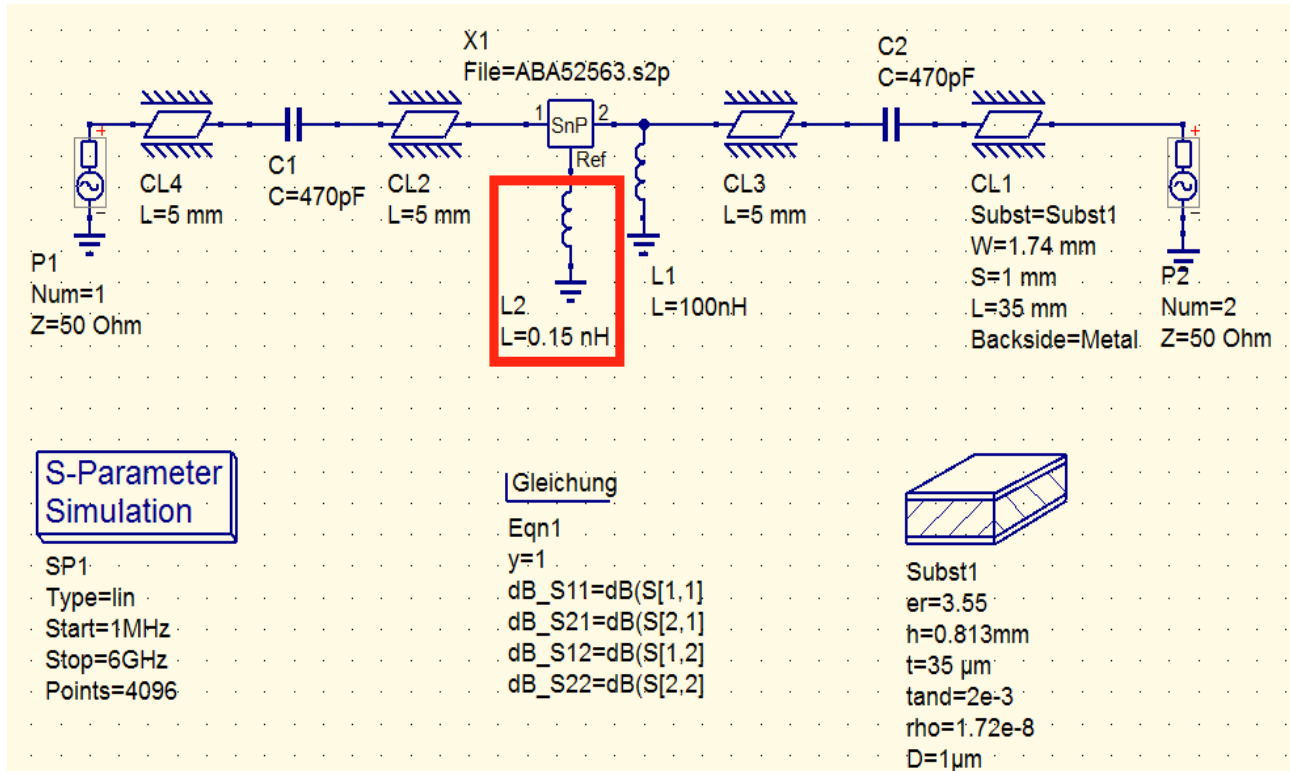 X1
File=ABA52563.s2p
C2
C=470pF
1
SnP
2
Ref
+
-
P1
Num=1
Z=50 Ohm
CL4
L=5 mm
C1
C=470pF
CL2
L=5 mm
L2
L=0.15 nH
L1
L=100nH
CL3
L=5 mm
CL1
Subst=Subst1
W=1.74 mm
S=1 mm
L=35 mm
Backside=Metal
+
-
P2
Num=2
Z=50 Ohm
S-Parameter
Simulation
SP1
Type=lin
Start=1MHz
Stop=6GHz
Points=4096
Gleichung
Eqn1
y=1
dB_S11=dB(S[1,1]
dB_S21=dB(S[2,1]
dB_S12=dB(S[1,2]
dB_S22=dB(S[2,2]
Subst1
er=3.55
h=0.813mm
t=35 µm
tand=2e-3
rho=1.72e-8
D=1µm